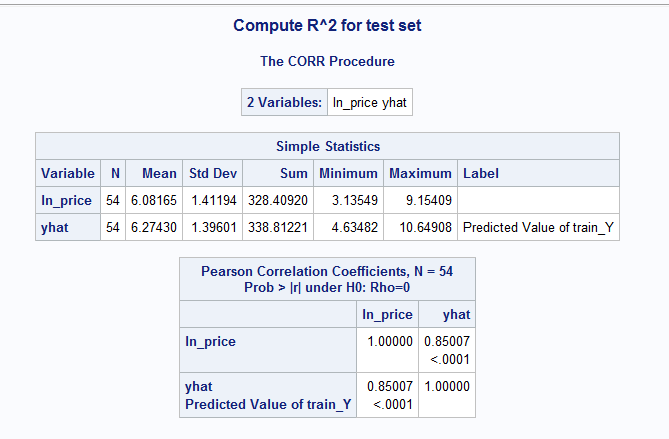 Compute R^2 for test set
The CORR Procedure
2 Variables: ln_price yhat
Simple Statistics
Variable N Mean Std Dev Sum Minimum Maximum Label
ln_price 54 6.08165 1.41194 328.40920 3.13549 9.15409
yhat 54 6.27430 1.39601 338.81221 4.63482 10.64908 Predicted Value of train_Y
Pearson Correlation Coefficients, N = 54
Prob > |r| under H0: Rho=0
ln_price yhat
ln_price 1.00000 0.85007
<.0001
yhat 0.85007 1.00000
Predicted Value of train_Y <.0001